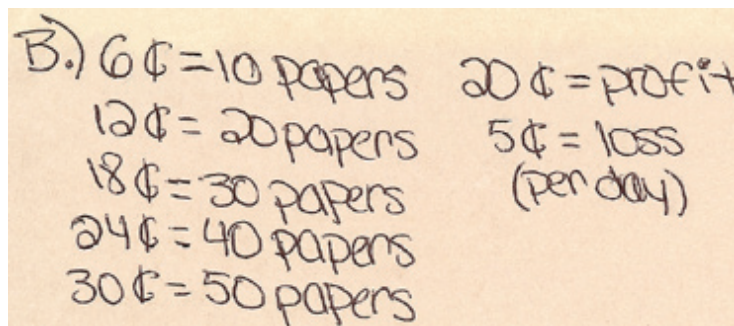 B.) 6¢=10 papers
12¢= 20 papers
18¢=30 papers
24¢=40 papers
30¢=50 papers
20¢=profit
5¢= loss
(per day)